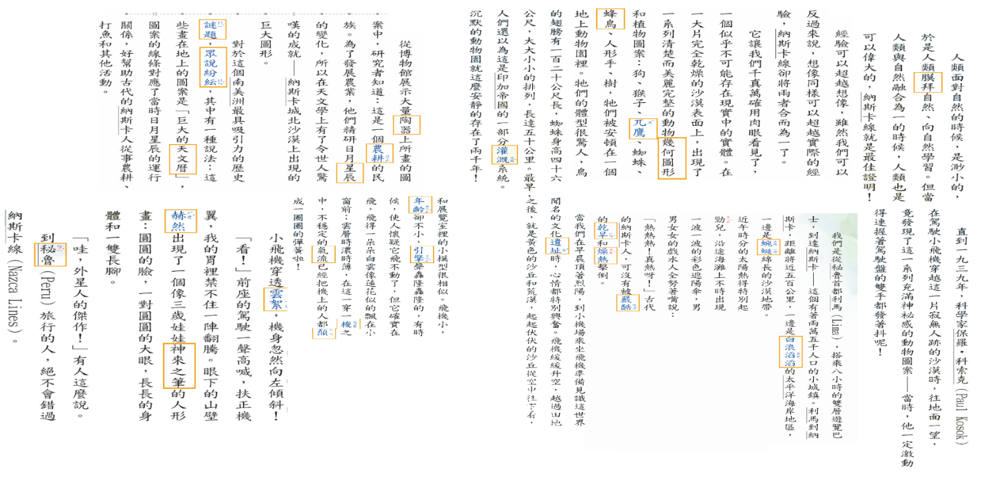 人類面對自然的時候，是渺小的，
於是人類膜拜自然、向自然學習。但當
人類與自然融合為一的時候，人類也是
可以偉大的，納斯卡線就是最佳證明！
經驗可以超越想像，雖然我們可以
反過來說，想像同樣可以超越實際的經
驗，納斯卡線卻將兩者合而為一了。
它讓我們千真萬確用肉眼看見了，
一個似乎不可能存在現實中的實體。在
一大片完全乾燥的沙漠表面上，出現了
一系列清楚而美麗完整的動物幾何圖形
和植物圖案：狗、猴子、兀鷹、蜘蛛、
蜂鳥、人形手、樹，牠們被安頓在一個
地上動物園裡。牠們的體型很驚人，鳥
的翅膀有一百二十公尺長，蜘蛛身高四十六
公尺，大大小小的排列，長達五十公里。最早，
人們還以為這是印加帝國的一部分灌溉系統。
沉默的動物園就這麼安靜的存在了兩千年！
5
10
從博物館展示大量陶器上所畫的圖
案中，研究者知道：這是一個農耕的民
族。為了發展農業，他們精研日月星辰
的變化，所以在天文學上有了令世人驚
嘆的成就——納斯卡城北沙漠上出現的
巨大圖形。
對於這個南美洲最具吸引力的歷史
謎題，眾說紛紜，其中有一種說法：這
些畫在地上的圖案是「巨大的天文曆」，
圖案的線條對應了當時日月星辰的運行
關係，好幫助古代的納斯卡人從事農耕、
打魚和其他活動。
直到一九三九年，科學家保羅•科索克（Paul Kosok）
在駕駛小飛機穿越這一片寂無人跡的沙漠時，往地面一望，
竟發現了這一系列充滿神祕感的動物圖案——當時，他一定激動
得連握著駕駛盤的雙手都發著抖呢！
我們是從秘魯首都利馬（Lima），搭乘八小時的雙層遊覽巴
士，到達納斯卡——這個有著兩萬五千人口的小城鎮。利馬到納
斯卡，距離將近五百公里，一邊是白浪滔滔的太平洋海岸地區，
一邊是蜿蜒綿長的沙漠地帶。
近午時分的太陽熱得特別起
勁兒，沿途海灘上不時出現
一波一波的彩色遮陽傘，男
男女女的戲水人全努著嘴說：
「熱熱熱！真熱呀！」古代
的納斯卡人，可沒有被嚴酷
的乾旱和燥熱擊倒。
當我們在早晨頂著烈陽，到小機場乘坐飛機準備見識這世界
聞名的文化遺址時，心情都特別興奮。飛機緩緩升空，越過田地
之後，就是黃色的沙丘和荒漠，起起伏伏的沙丘從空中往下看，
和展覽室裡的小模型很相似。飛機小，
年齡卻不小，引擎聲轟隆轟隆的，有時
候，使人懷疑它飛不動了，但它確實在
飛，飛得一朵朵白雲像蓮花似的飄在小
窗前；雲層時濃時薄，在這一穿一梭之
中，不穩定的氣流已經把機上的人都顛
成一圈圈的彈簧啦！
小飛機穿透雲絮，機身忽然向左傾斜！
「看！」前座的駕駛一聲高喊，扶正機
翼，我的胃裡禁不住一陣翻騰。眼下的山壁
赫然出現了一個像三歲娃娃神來之筆的人形
畫：圓圓的臉，一對圓圓的大眼，長長的身
體和一雙長腳。
「哇，外星人的傑作！」有人這麼說。
到秘魯（Peru）旅行的人，絕不會錯過
納斯卡線（Nazca Lines）。